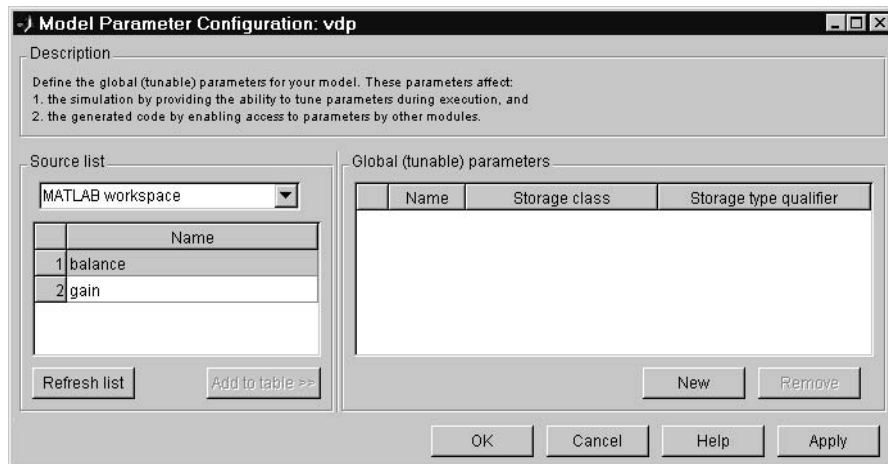 Model Parameter Configuration: vdp
Description
Define the global (tunable) parameters for your model. These parameters affect:
1. the simulation by providing the ability to tune parameters during execution, and
2. the generated code by enabling access to parameters by other modules.
Source list
MATLAB workspace
Name
1 balance
2 gain
Refresh list
Add to table >>
Global (tunable) parameters
Name Storage class Storage type qualifier
New Remove
OK Cancel Help Apply